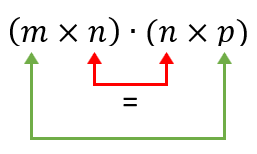 (m × n) · (n × p)
=